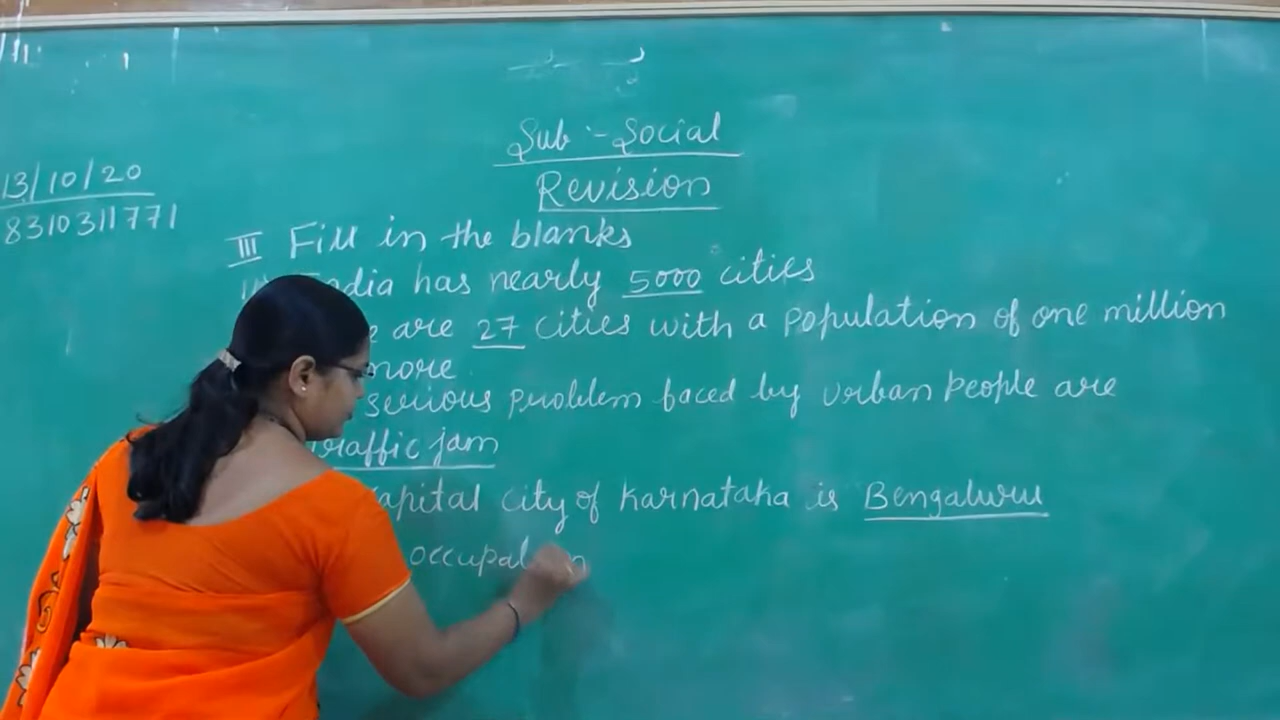 Sub :- Social
Revision
13/10/20
8310311771
III Fill in the blanks
India has nearly 5000 cities
are 27 cities with a population of one million
more
serious problem faced by urban people are
traffic jam
capital city of Karnataka is Bengaluru
occupation